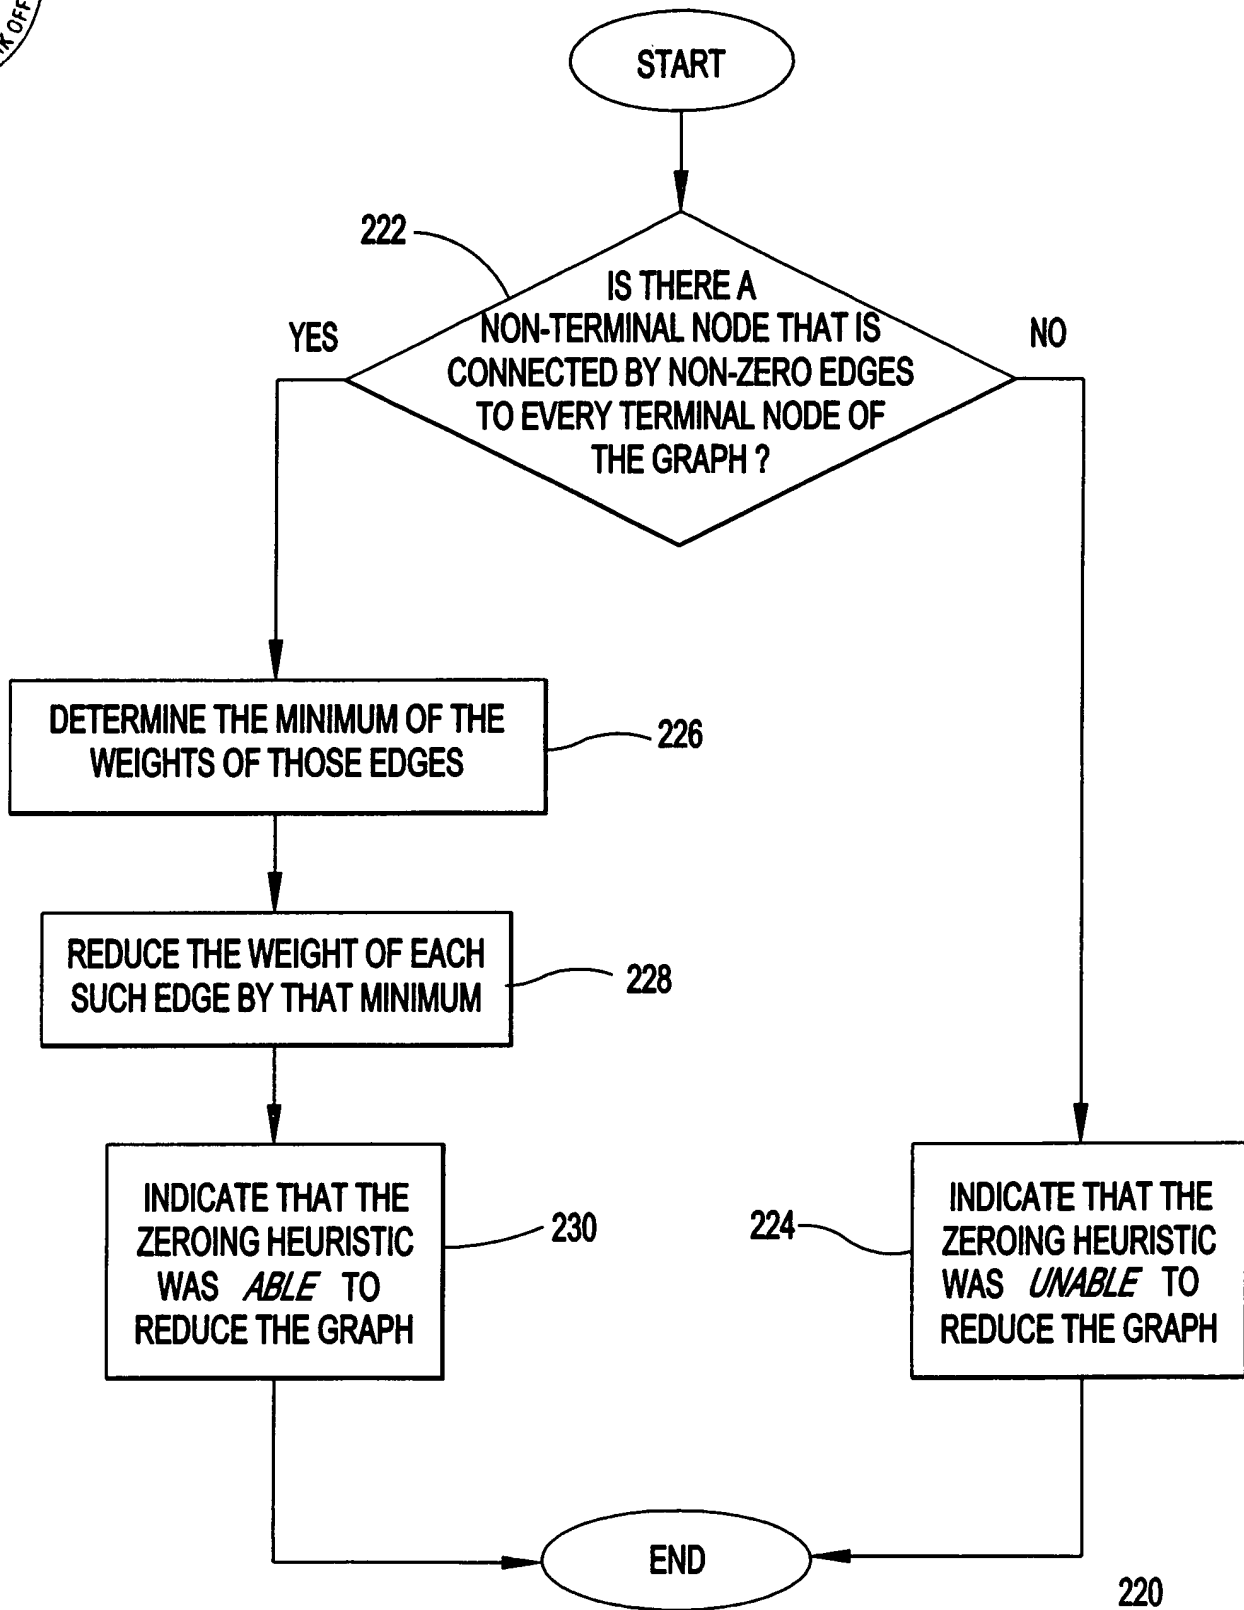 START
222
IS THERE A
NON-TERMINAL NODE THAT IS
CONNECTED BY NON-ZERO EDGES
TO EVERY TERMINAL NODE OF
THE GRAPH ?
YES
NO
DETERMINE THE MINIMUM OF THE
WEIGHTS OF THOSE EDGES
226
REDUCE THE WEIGHT OF EACH
SUCH EDGE BY THAT MINIMUM
228
INDICATE THAT THE
ZEROING HEURISTIC
WAS ABLE TO
REDUCE THE GRAPH
230
224
INDICATE THAT THE
ZEROING HEURISTIC
WAS UNABLE TO
REDUCE THE GRAPH
END
220